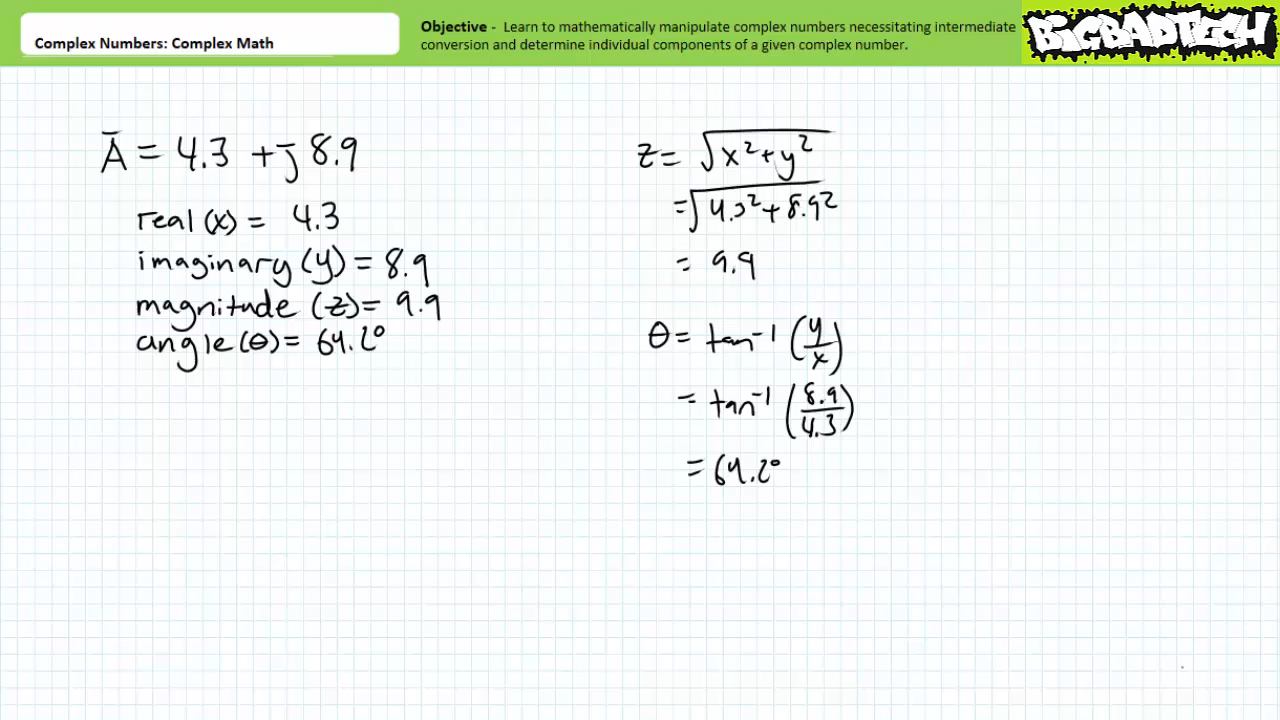 Complex Numbers: Complex Math
Objective - Learn to mathematically manipulate complex numbers necessitating intermediate
conversion and determine individual components of a given complex number.
BIGBADTECH
Ā = 4.3 + j 8.9
real (x) = 4.3
imaginary (y) = 8.9
magnitude (z) = 9.9
angle (θ) = 64.2°
z = √x² + y²
= √4.3² + 8.9²
= 9.9
θ = tan⁻¹ (y/x)
= tan⁻¹ (8.9/4.3)
= 64.2°